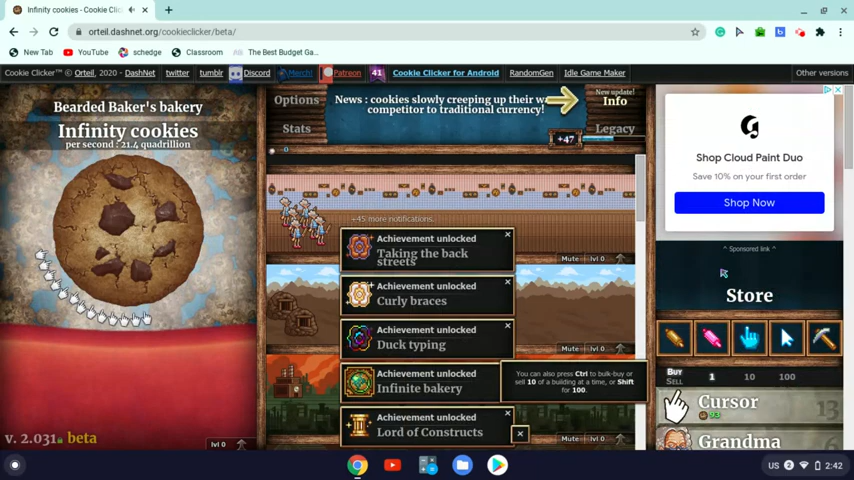 Infinity cookies - Cookie Clicker
orteil.dashnet.org/cookieclicker/beta/
New Tab
YouTube
schedge
Classroom
The Best Budget Ga...
Cookie Clicker™ © Orteil, 2020 - DashNet
twitter
tumblr
Discord
Merch!
Patreon
41
Cookie Clicker for Android
RandomGen
Idle Game Maker
Other versions
Bearded Baker's bakery
Infinity cookies
per second : 21.4 quadrillion
v. 2.031 beta
lvl 0
Options
Stats
News : cookies slowly creeping up their w
competitor to traditional currency!
New update!
Info
+47
Legacy
0
+45 more notifications.
Achievement unlocked
Taking the back
streets
Achievement unlocked
Curly braces
Achievement unlocked
Duck typing
Achievement unlocked
Infinite bakery
Achievement unlocked
Lord of Constructs
Mute lvl 0
Mute lvl 0
Mute lvl 0
You can also press Ctrl to bulk-buy or
sell 10 of a building at a time, or Shift
for 100.
Shop Cloud Paint Duo
Save 10% on your first order
Shop Now
^ Sponsored link ^
Store
BUY
SELL
1
10
100
Cursor
93
13
Grandma
6
US 2 2:42